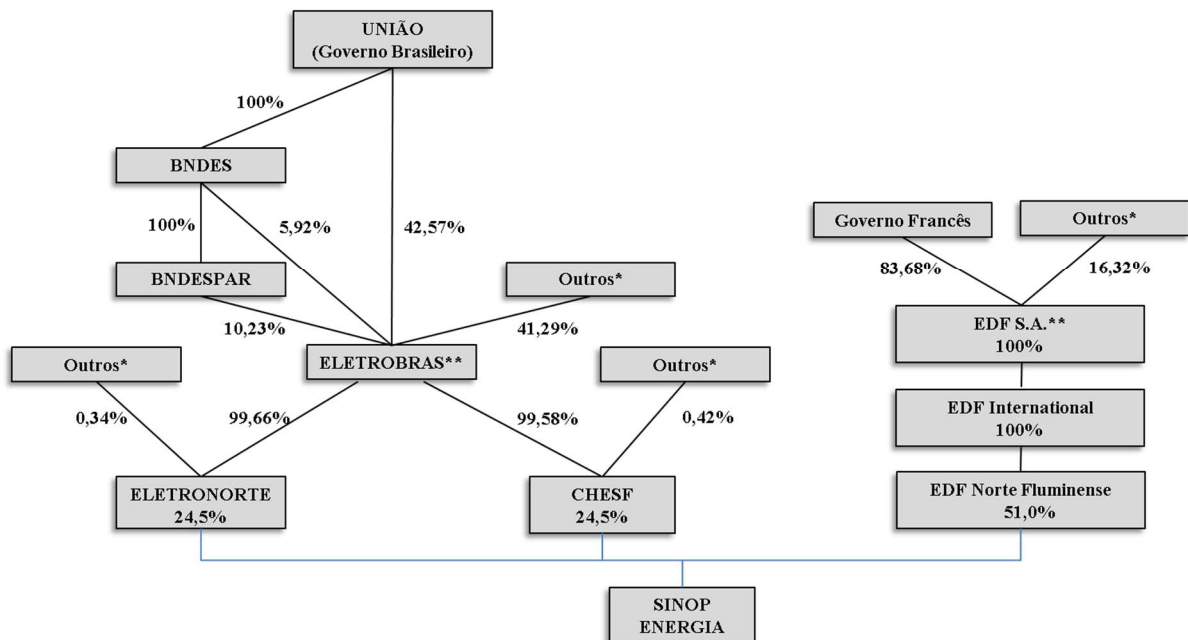 UNIÃO
(Governo Brasileiro)
100%
BNDES
100%
5,92%
42,57%
Governo Francês
Outros*
83,68%
16,32%
BNDESPAR
Outros*
10,23%
41,29%
EDF S.A.**
100%
Outros*
ELETROBRAS**
Outros*
0,34%
99,66%
99,58%
0,42%
EDF International
100%
ELETRONORTE
24,5%
CHESF
24,5%
EDF Norte Fluminense
51,0%
SINOP
ENERGIA